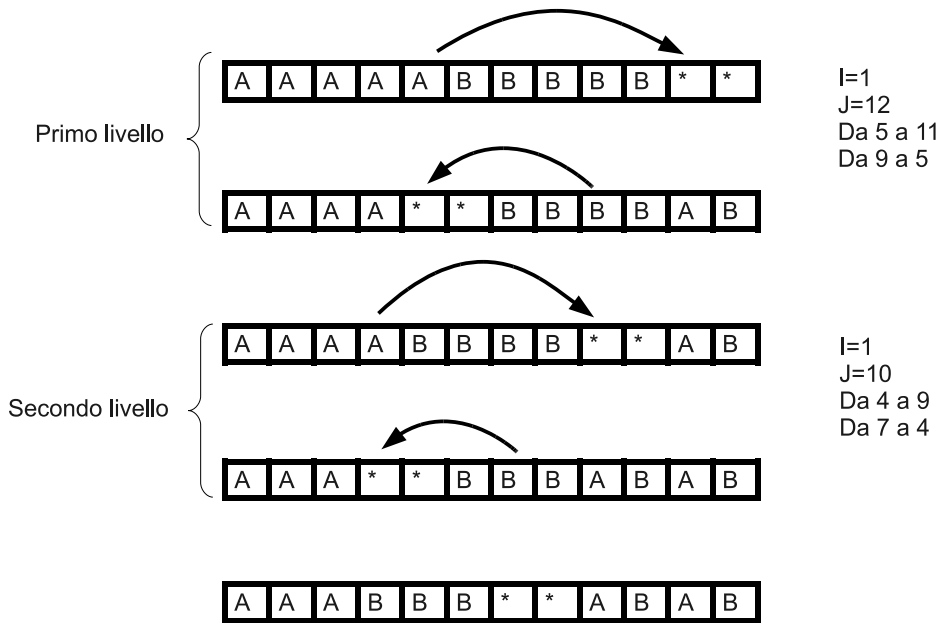 A A A A A B B B B B * *
I=1
J=12
Da 5 a 11
Da 9 a 5
Primo livello
A A A A * * B B B B A B
A A A A B B B B * * A B
I=1
J=10
Da 4 a 9
Da 7 a 4
Secondo livello
A A A * * B B B A B A B
A A A B B B * * A B A B